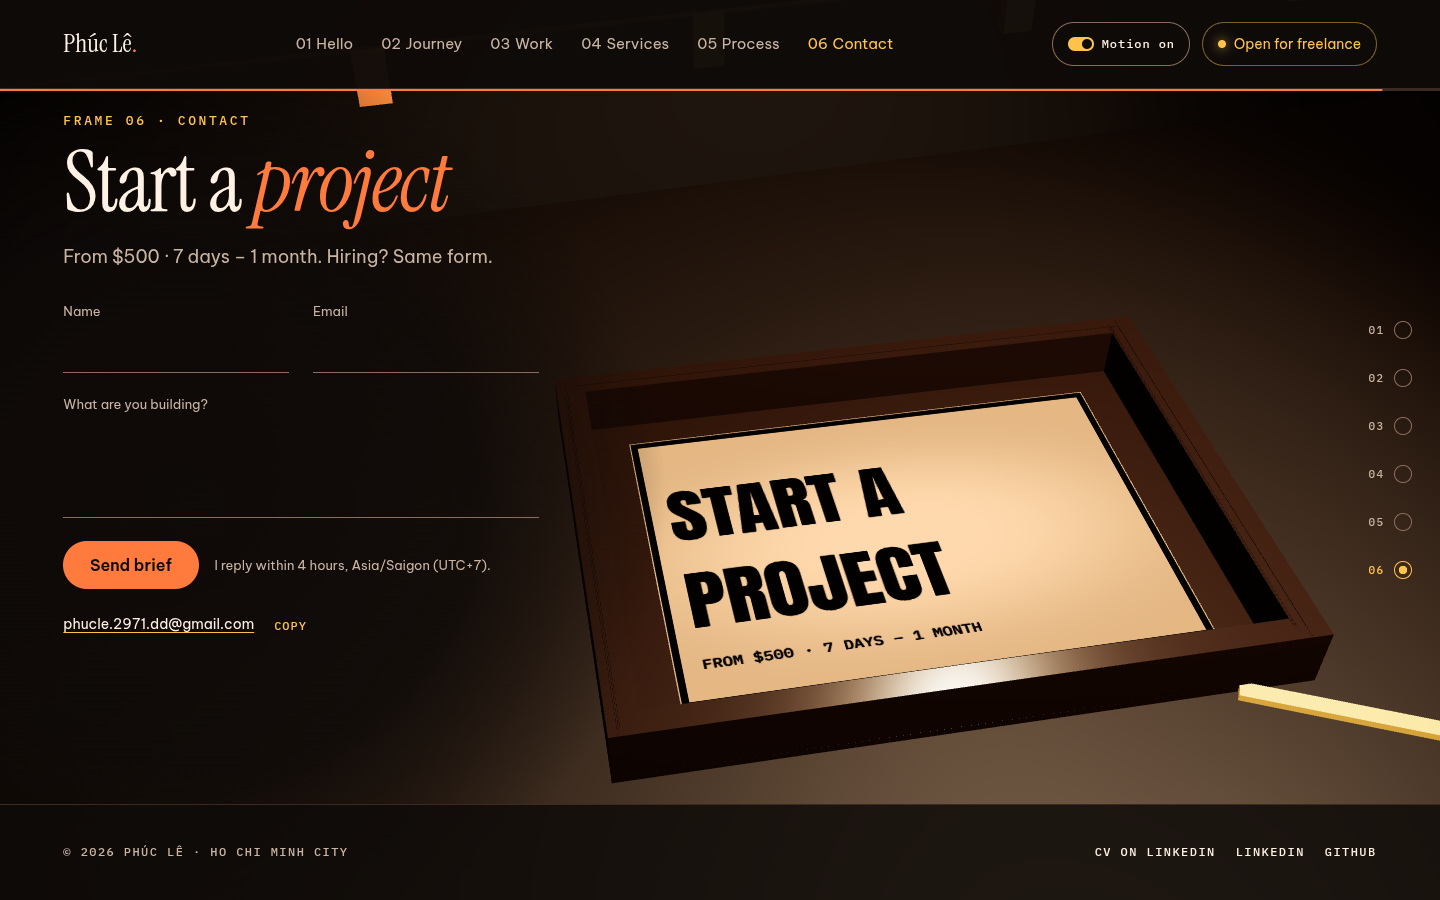 Phúc Lê.
01 Hello
02 Journey
03 Work
04 Services
05 Process
06 Contact
Motion on
Open for freelance
FRAME 06 · CONTACT
Start a project
From $500 · 7 days – 1 month. Hiring? Same form.
Name
Email
What are you building?
Send brief
I reply within 4 hours, Asia/Saigon (UTC+7).
phucle.2971.dd@gmail.com
COPY
START A
PROJECT
FROM $500 · 7 DAYS – 1 MONTH
01
02
03
04
05
06
© 2026 PHÚC LÊ · HO CHI MINH CITY
CV ON LINKEDIN
LINKEDIN
GITHUB